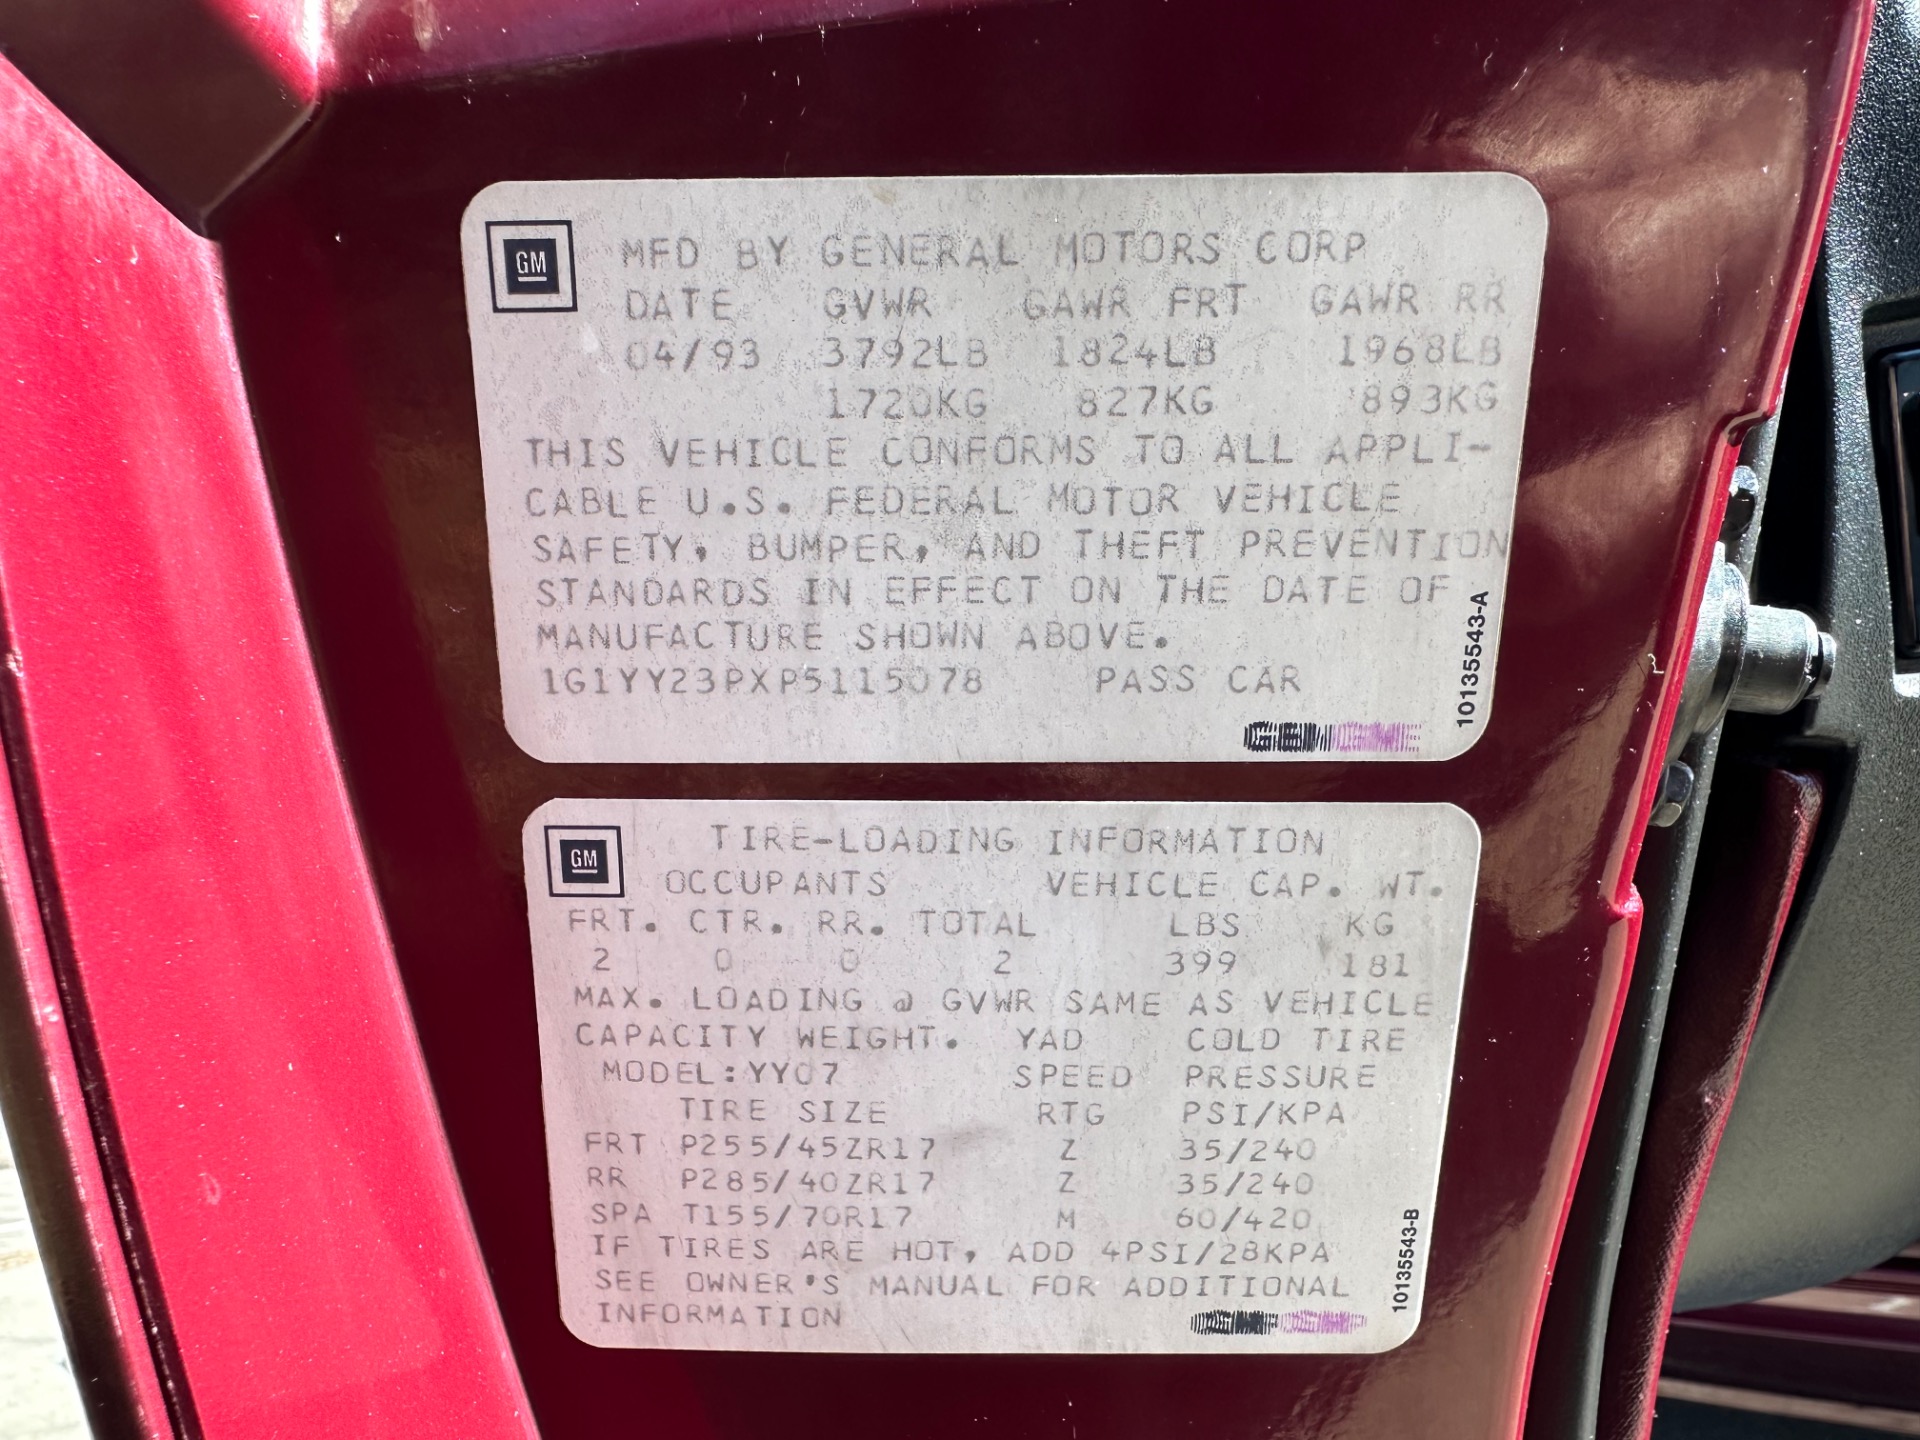 GM
MFD BY GENERAL MOTORS CORP
DATE GVWR GAWR FRT GAWR RR
04/93 3792LB 1824LB 1968LB
1720KG 827KG 893KG
THIS VEHICLE CONFORMS TO ALL APPLI-
CABLE U.S. FEDERAL MOTOR VEHICLE
SAFETY, BUMPER, AND THEFT PREVENTION
STANDARDS IN EFFECT ON THE DATE OF
MANUFACTURE SHOWN ABOVE.
1G1YY23PXP5115078 PASS CAR
10135543-A
GM
TIRE-LOADING INFORMATION
OCCUPANTS VEHICLE CAP. WT.
FRT. CTR. RR. TOTAL LBS KG
2 0 0 2 399 181
MAX. LOADING @ GVWR SAME AS VEHICLE
CAPACITY WEIGHT. YAD COLD TIRE
MODEL:YY07 SPEED PRESSURE
TIRE SIZE RTG PSI/KPA
FRT P255/45ZR17 Z 35/240
RR P285/40ZR17 Z 35/240
SPA T155/70R17 M 60/420
IF TIRES ARE HOT, ADD 4PSI/28KPA
SEE OWNER'S MANUAL FOR ADDITIONAL
INFORMATION
10135543-B